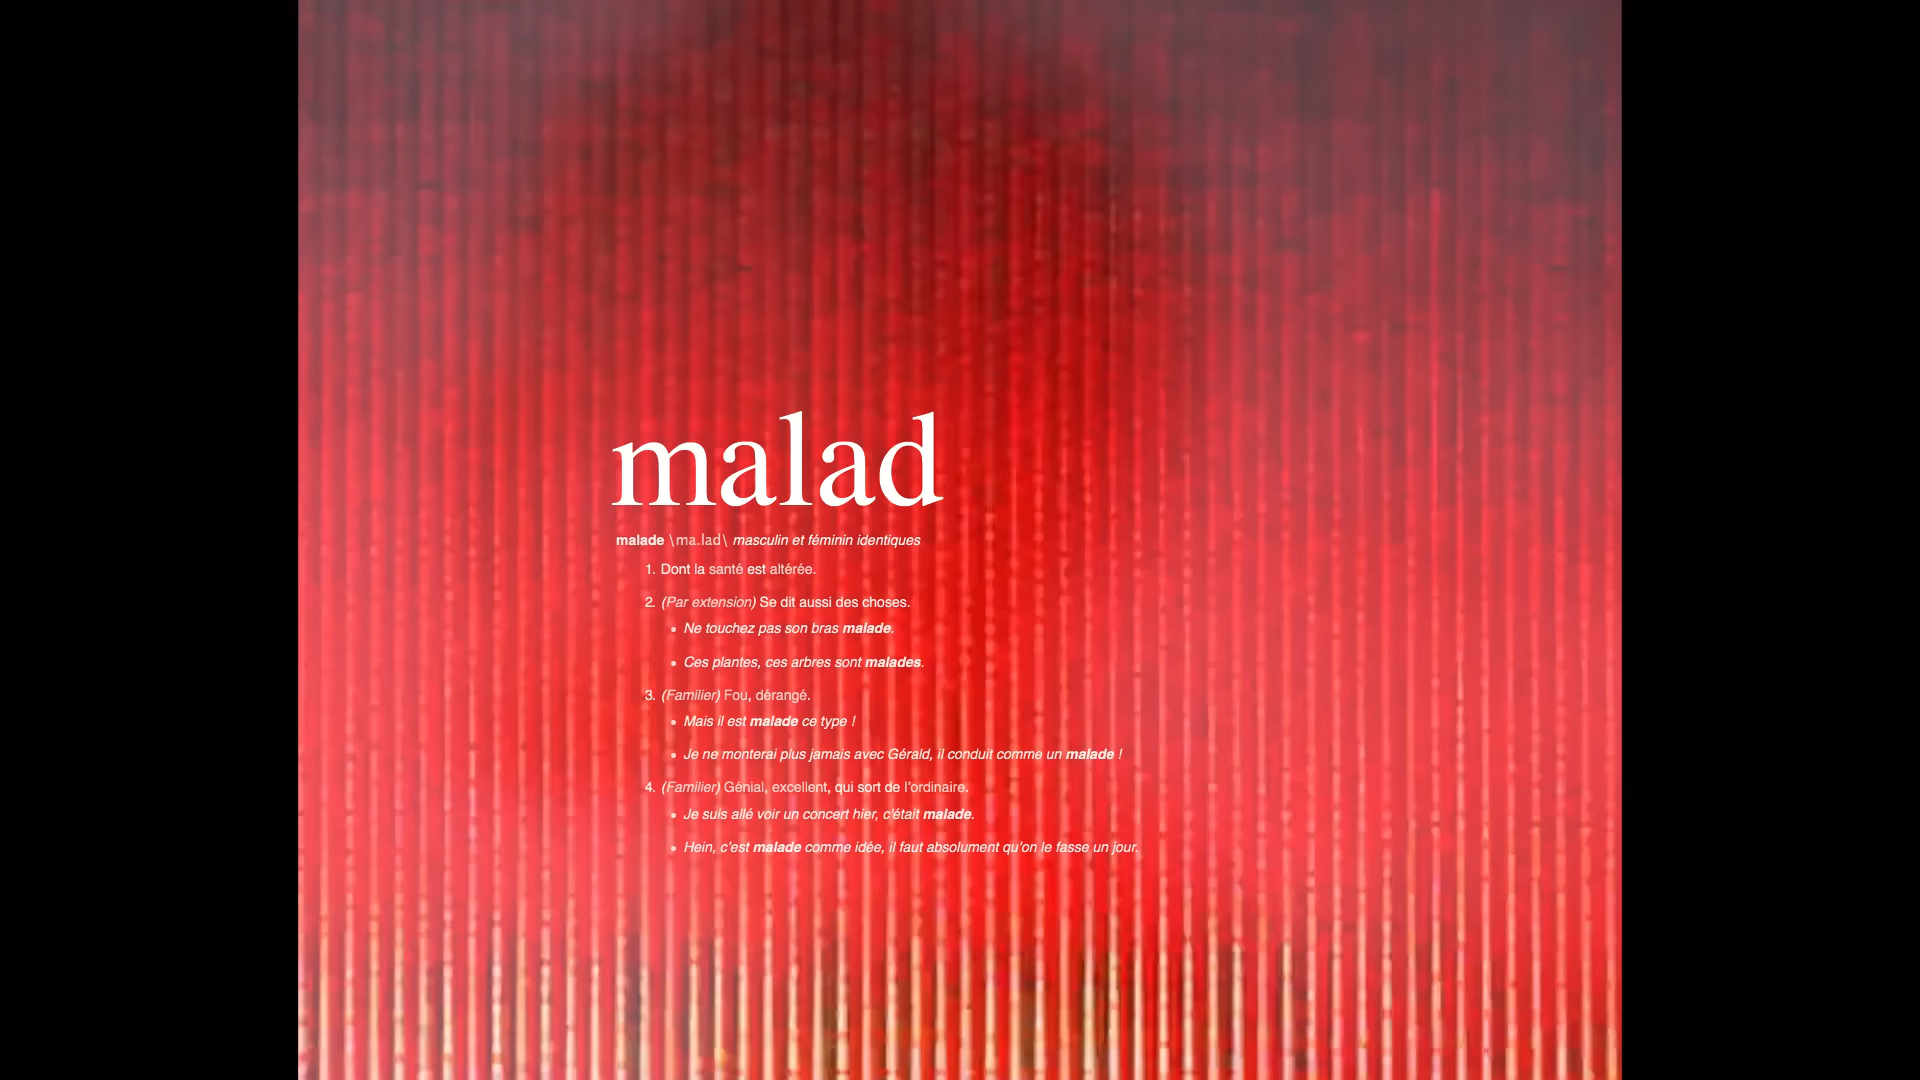 malad
malade \ma.lad\ masculin et féminin identiques
1. Dont la santé est altérée.
2. (Par extension) Se dit aussi des choses.
• Ne touchez pas son bras malade.
• Ces plantes, ces arbres sont malades.
3. (Familier) Fou, dérangé.
• Mais il est malade ce type !
• Je ne monterai plus jamais avec Gérald, il conduit comme un malade !
4. (Familier) Génial, excellent, qui sort de l’ordinaire.
• Je suis allé voir un concert hier, c’était malade.
• Hein, c’est malade comme idée, il faut absolument qu’on le fasse un jour.